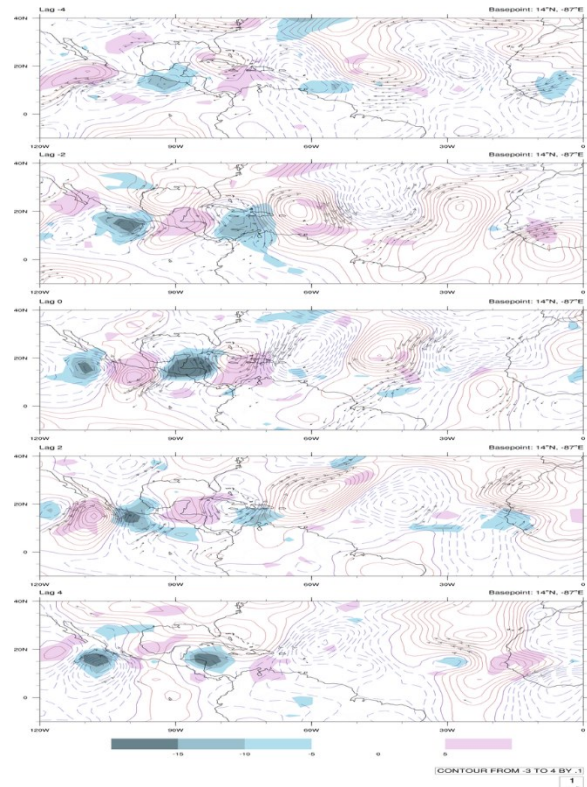 Lag -4 Basepoint: 14°N, -87°E
40N
20N
0
120W 90W 60W 30W 0
Lag -2 Basepoint: 14°N, -87°E
40N
20N
0
120W 90W 60W 30W 0
Lag 0 Basepoint: 14°N, -87°E
40N
20N
0
120W 90W 60W 30W 0
Lag 2 Basepoint: 14°N, -87°E
40N
20N
0
120W 90W 60W 30W 0
Lag 4 Basepoint: 14°N, -87°E
40N
20N
0
120W 90W 60W 30W 0
-15 -10 -5 0 5
CONTOUR FROM -3 TO 4 BY .1
1